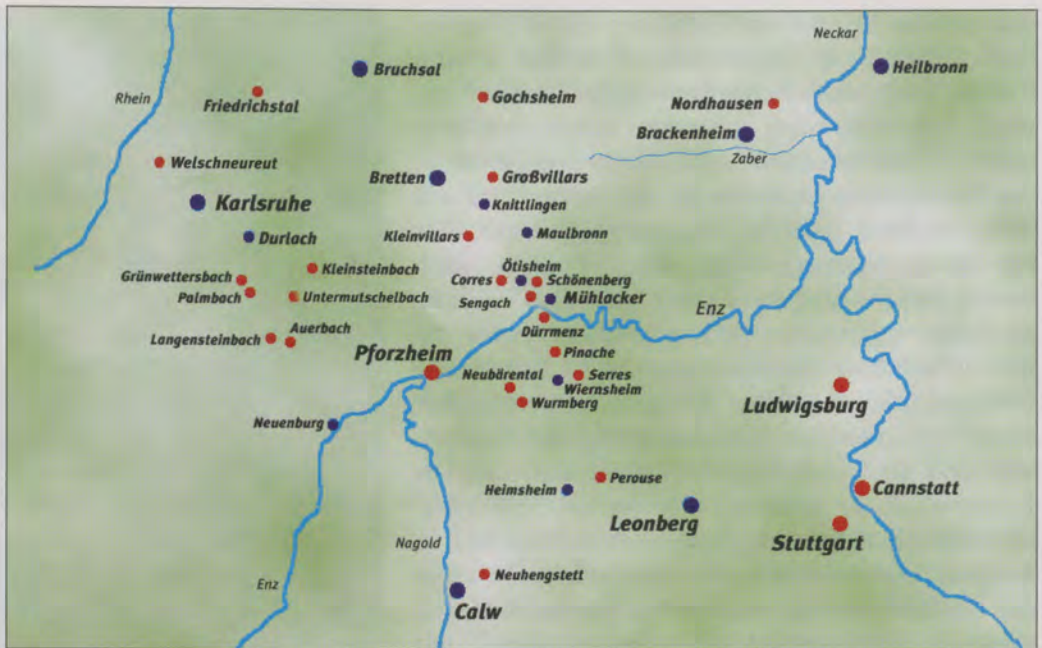 Neckar
Bruchsal
Heilbronn
Rhein
Friedrichstal
Gochsheim
Nordhausen
Brackenheim
Zaber
Welschneureut
Bretten
Großvillars
Karlsruhe
Knittlingen
Durlach
Kleinvillars
Maulbronn
Ötisheim
Grünwettersbach
Kleinsteinbach
Corres
Schönenberg
Palmbach
Untermutschelbach
Sengach
Mühlacker
Enz
Dürrmenz
Langensteinbach
Auerbach
Pforzheim
Pinache
Neubärental
Serres
Wiernsheim
Ludwigsburg
Wurmberg
Neuenburg
Perouse
Heimsheim
Cannstatt
Leonberg
Stuttgart
Nagold
Neuhengstett
Enz
Calw